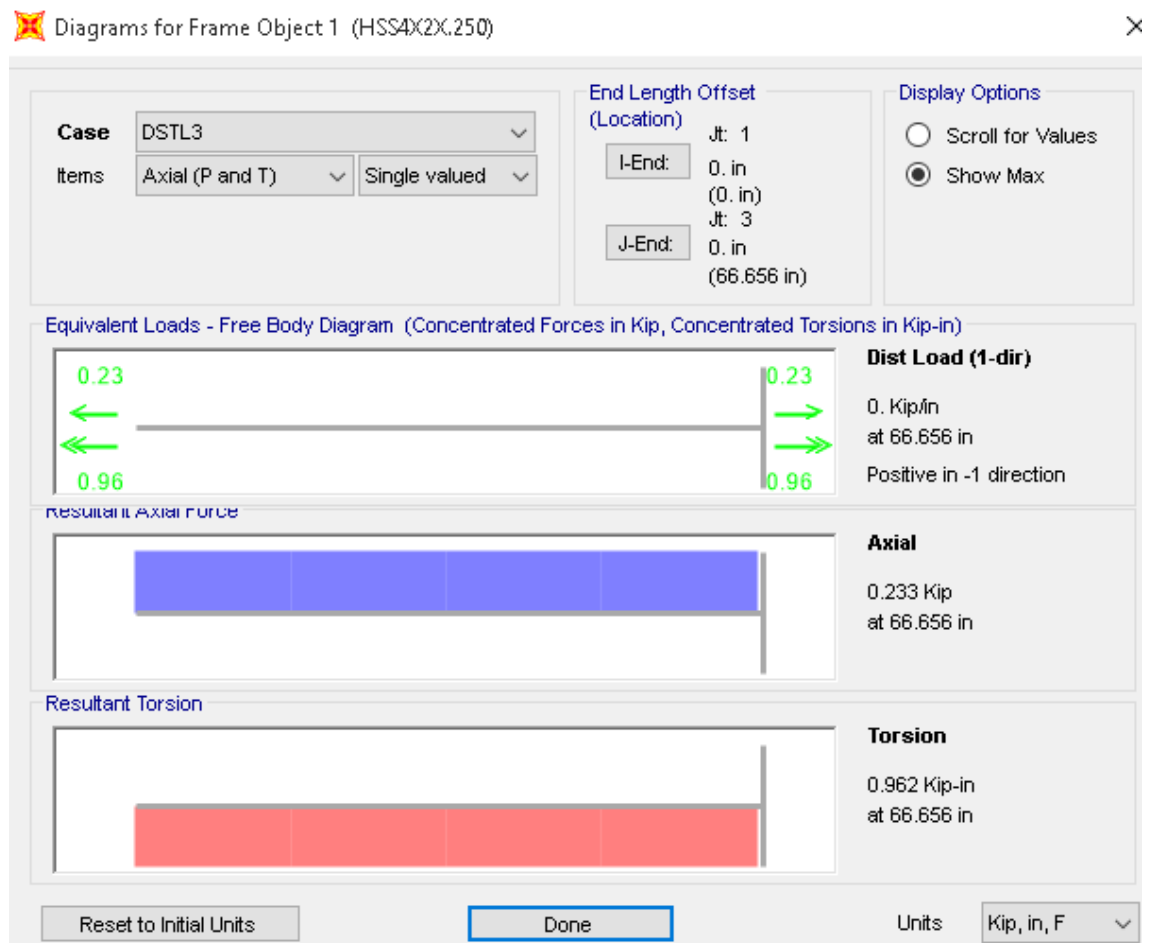 Diagrams for Frame Object 1 (HSS4X2X.250)
Case DSTL3
Items Axial (P and T) Single valued
End Length Offset
(Location)
Jt: 1
I-End: 0. in
(0. in)
Jt: 3
J-End: 0. in
(66.656 in)
Display Options
Scroll for Values
Show Max
Equivalent Loads - Free Body Diagram (Concentrated Forces in Kip, Concentrated Torsions in Kip-in)
0.23 0.23
0.96 0.96
Dist Load (1-dir)
0. Kip/in
at 66.656 in
Positive in -1 direction
Resultant Axial Force
Axial
0.233 Kip
at 66.656 in
Resultant Torsion
Torsion
0.962 Kip-in
at 66.656 in
Reset to Initial Units Done Units Kip, in, F